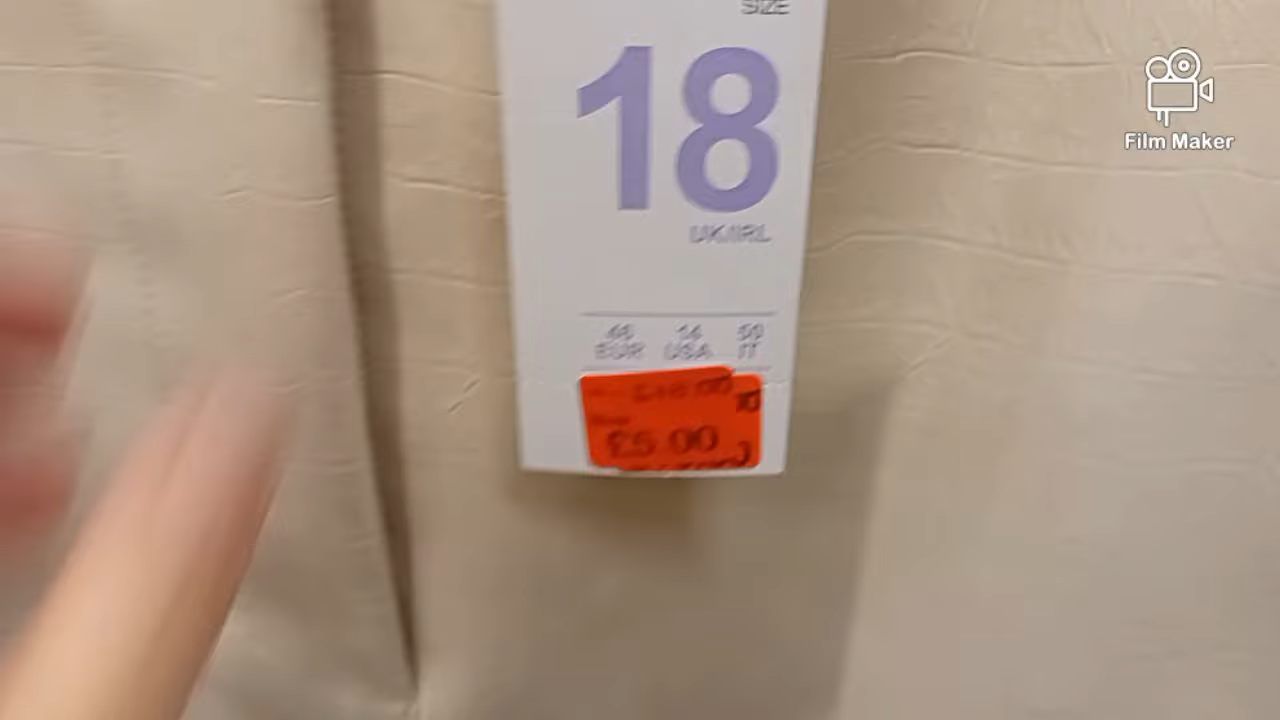 SIZE
18
UK/IRL
46 14 50
EUR USA IT
£5.00
Film Maker